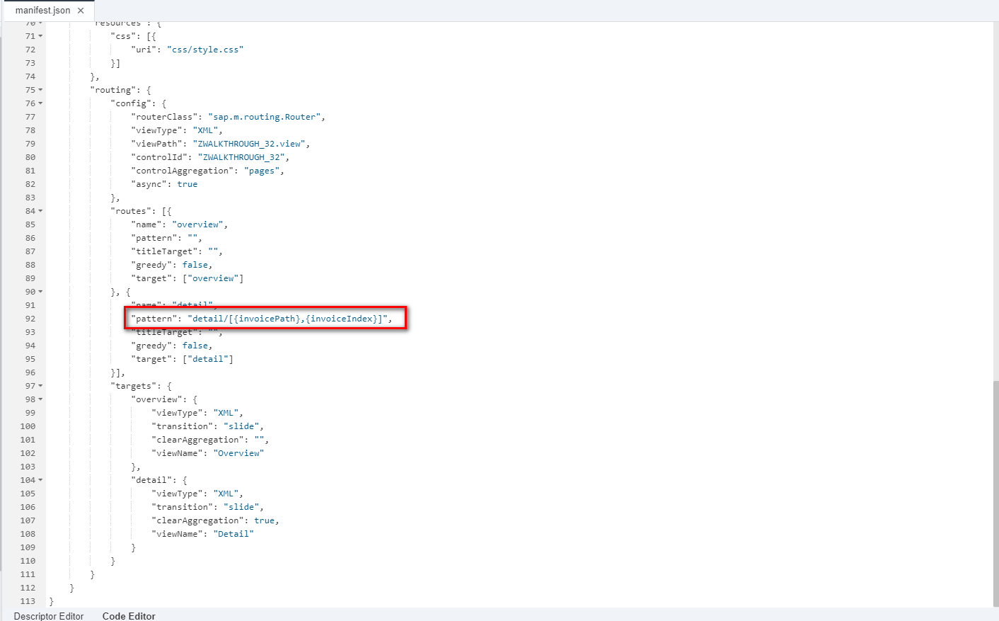 manifest.json ×
70 "resources": {
71 "css": [{
72 "uri": "css/style.css"
73 }]
74 },
75 "routing": {
76 "config": {
77 "routerClass": "sap.m.routing.Router",
78 "viewType": "XML",
79 "viewPath": "ZWALKTHROUGH_32.view",
80 "controlId": "ZWALKTHROUGH_32",
81 "controlAggregation": "pages",
82 "async": true
83 },
84 "routes": [{
85 "name": "overview",
86 "pattern": "",
87 "titleTarget": "",
88 "greedy": false,
89 "target": ["overview"]
90 }, {
91 "name": "detail",
92 "pattern": "detail/[{invoicePath},{invoiceIndex}]",
93 "titleTarget": "",
94 "greedy": false,
95 "target": ["detail"]
96 }],
97 "targets": {
98 "overview": {
99 "viewType": "XML",
100 "transition": "slide",
101 "clearAggregation": "",
102 "viewName": "Overview"
103 },
104 "detail": {
105 "viewType": "XML",
106 "transition": "slide",
107 "clearAggregation": true,
108 "viewName": "Detail"
109 }
110 }
111 }
112 }
113 }
Descriptor Editor Code Editor